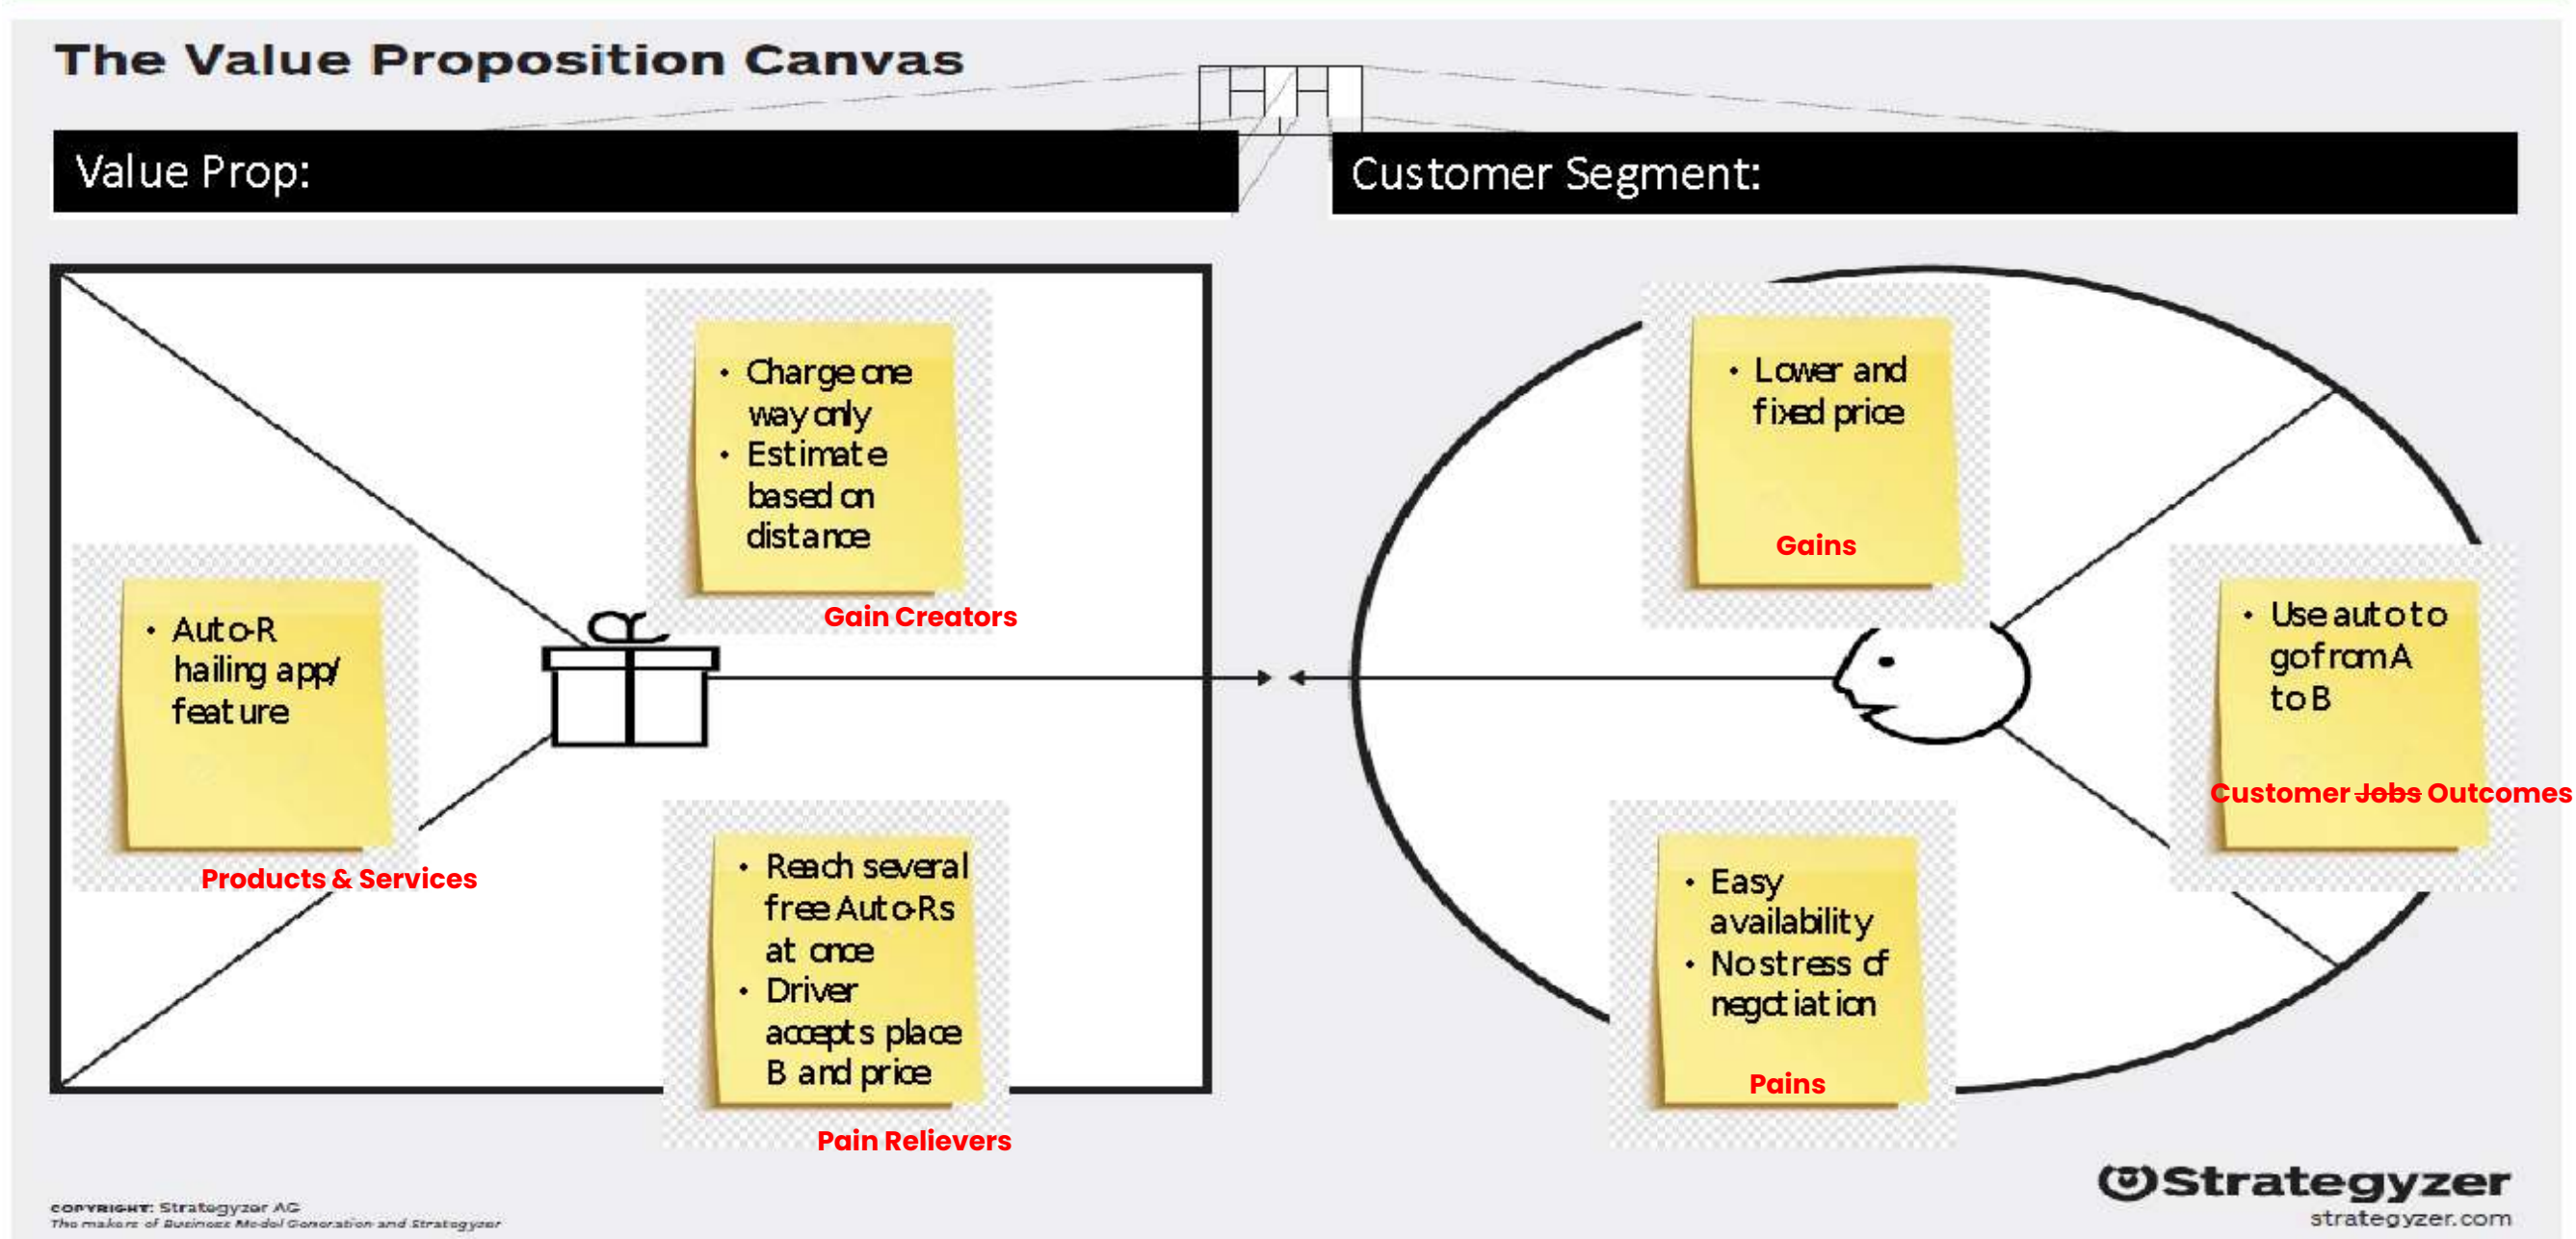 The Value Proposition Canvas
Value Prop:
Customer Segment:
• Charge one
way only
• Estimate
based on
distance
Gain Creators
• Auto-R
hailing app/
feature
Products & Services
• Reach several
free Auto-Rs
at once
• Driver
accepts place
B and price
Pain Relievers
• Lower and
fixed price
Gains
• Use auto to
go from A
to B
Customer Jobs Outcomes
• Easy
availability
• No stress of
negotiation
Pains
COPYRIGHT: Strategyzer AG
The makers of Business Model Generation and Strategyzer
Strategyzer
strategyzer.com